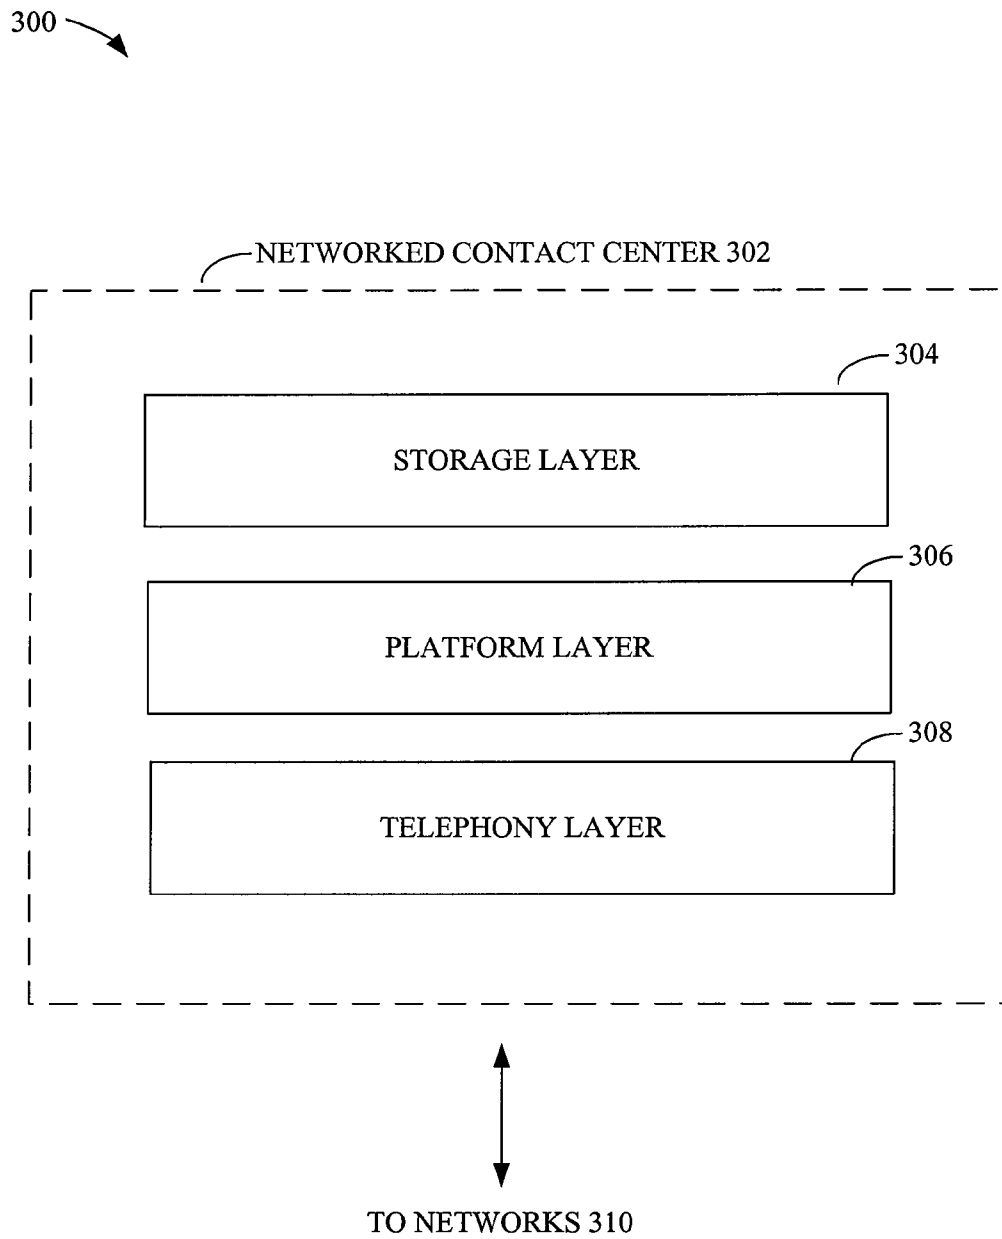 300
NETWORKED CONTACT CENTER 302
304
STORAGE LAYER
306
PLATFORM LAYER
308
TELEPHONY LAYER
TO NETWORKS 310